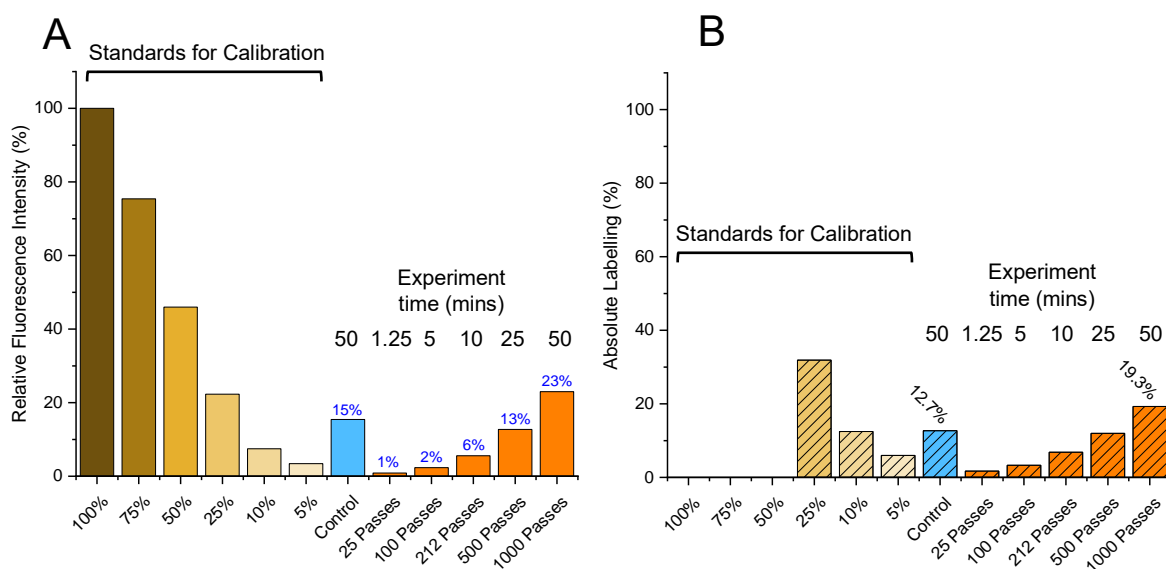 A
Standards for Calibration
Relative Fluorescence Intensity (%)
100
80
60
40
20
0
Experiment
time (mins)
50 1.25 5 10 25 50
15% 1% 2% 6% 13% 23%
100% 75% 50% 25% 10% 5% Control 25 Passes 100 Passes 212 Passes 500 Passes 1000 Passes
B
Absolute Labelling (%)
100
80
60
40
20
0
Standards for Calibration
Experiment
time (mins)
50 1.25 5 10 25 50
12.7% 19.3%
100% 75% 50% 25% 10% 5% Control 25 Passes 100 Passes 212 Passes 500 Passes 1000 Passes